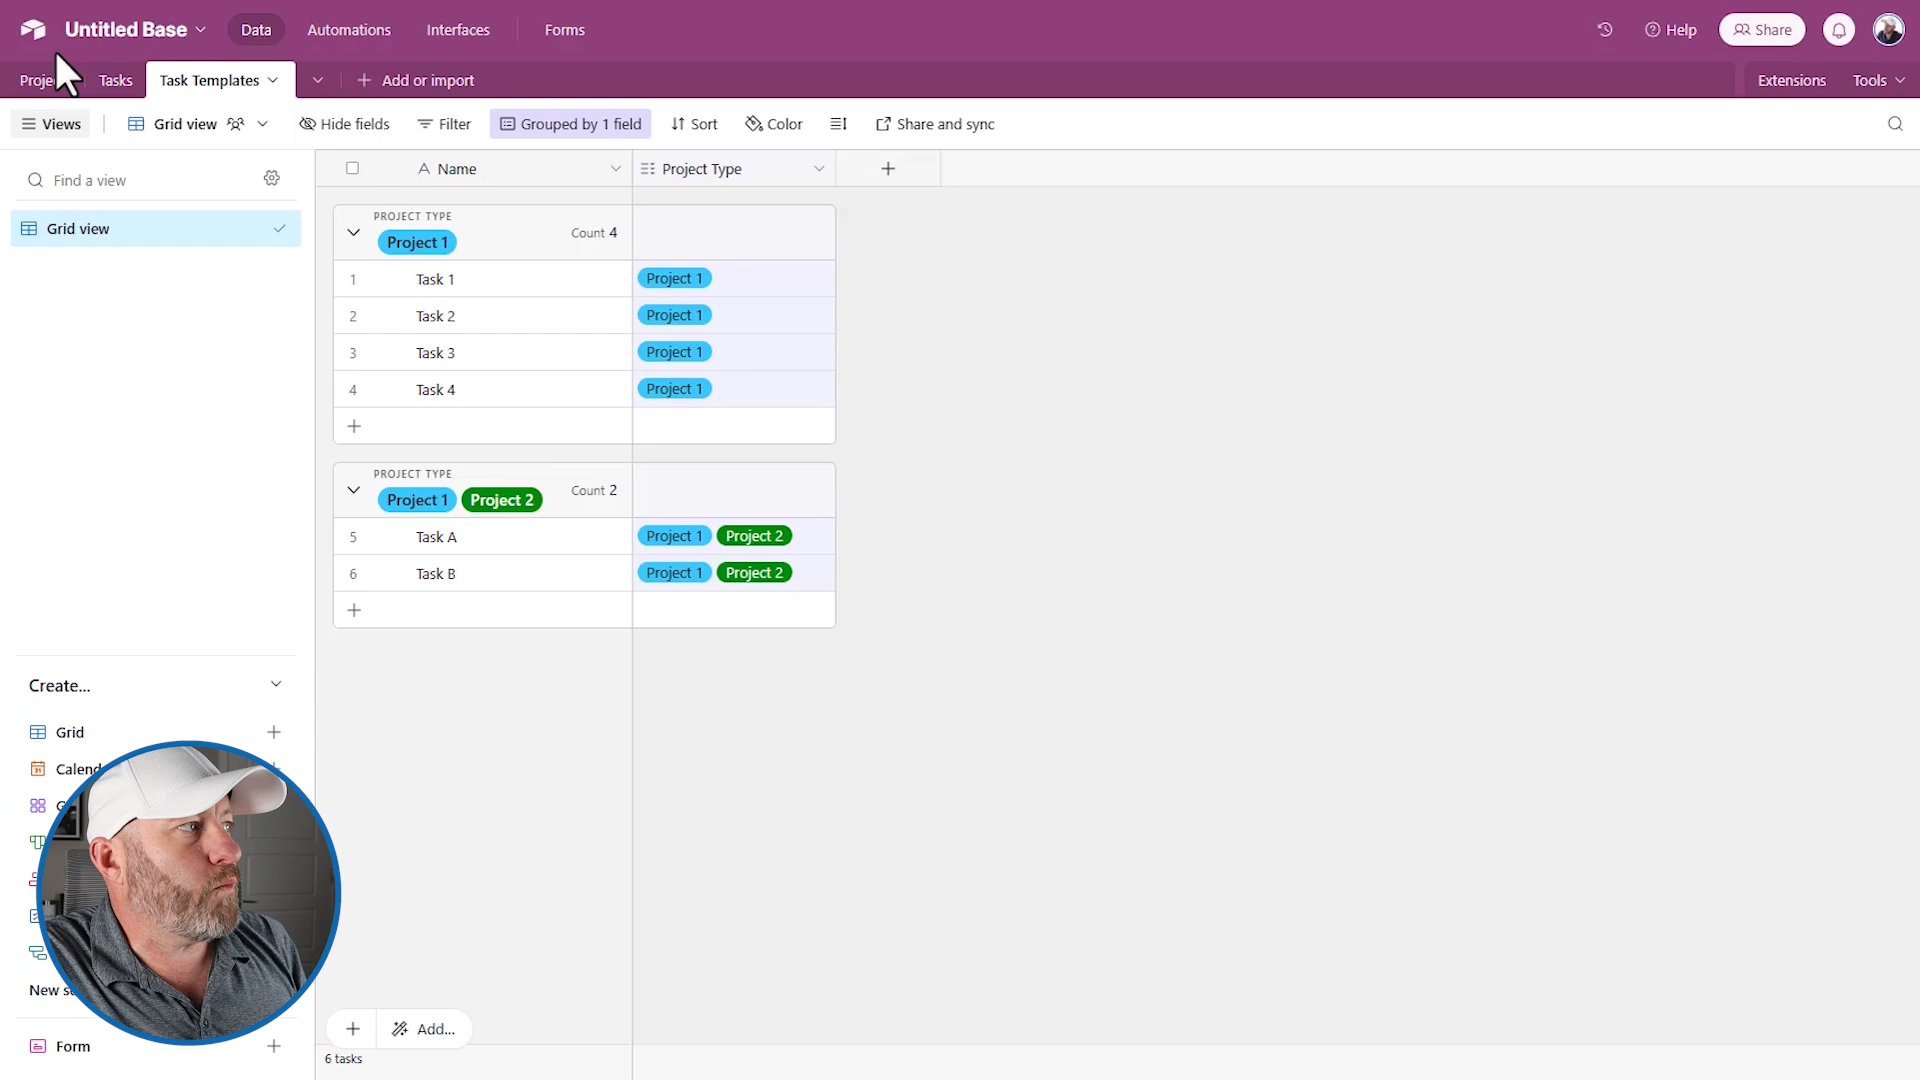 Untitled Base
Data
Automations
Interfaces
Forms
Help
Share
Tasks
Task Templates
Add or import
Extensions
Tools
Views
Grid view
Hide fields
Filter
Grouped by 1 field
Sort
Color
Share and sync
Find a view
Grid view
Name
Project Type
PROJECT TYPE
Project 1
Count 4
1 Task 1 Project 1
2 Task 2 Project 1
3 Task 3 Project 1
4 Task 4 Project 1
PROJECT TYPE
Project 1 Project 2
Count 2
5 Task A Project 1 Project 2
6 Task B Project 1 Project 2
Create...
Grid
New
Form
Add...
6 tasks